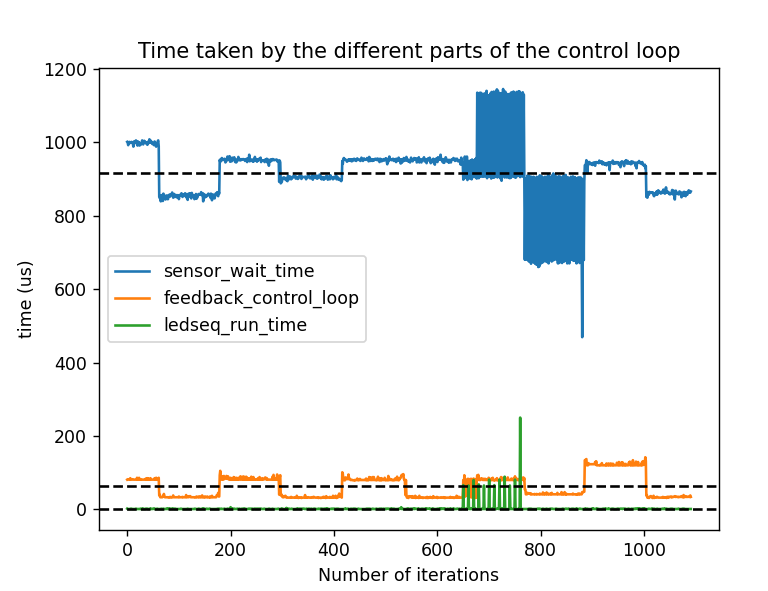 Time taken by the different parts of the control loop
1200
1000
800
600
400
200
0
time (us)
sensor_wait_time
feedback_control_loop
ledseq_run_time
0 200 400 600 800 1000
Number of iterations